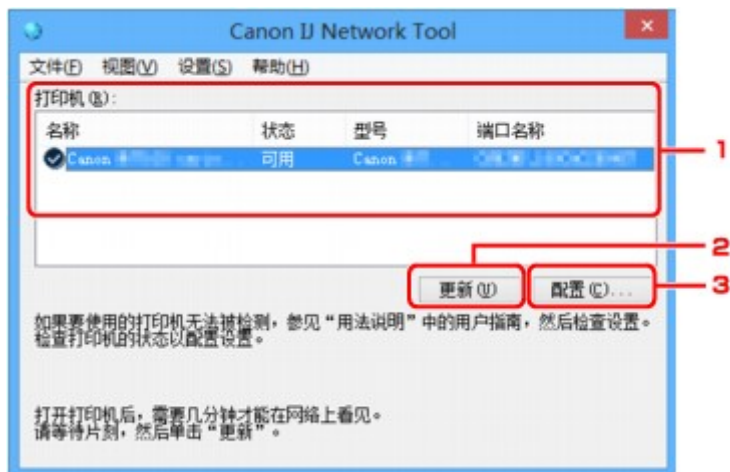 Canon IJ Network Tool
文件(F) 视图(V) 设置(S) 帮助(H)
打印机(R):
名称 状态 型号 端口名称
Canon 可用 Canon
1
2
更新(U) 配置(C)...
3
如果要使用的打印机无法被检测，参见“用法说明”中的用户指南，然后检查设置。
检查打印机的状态以配置设置。
打开打印机后，需要几分钟才能在网络上看见。
请等待片刻，然后单击“更新”。